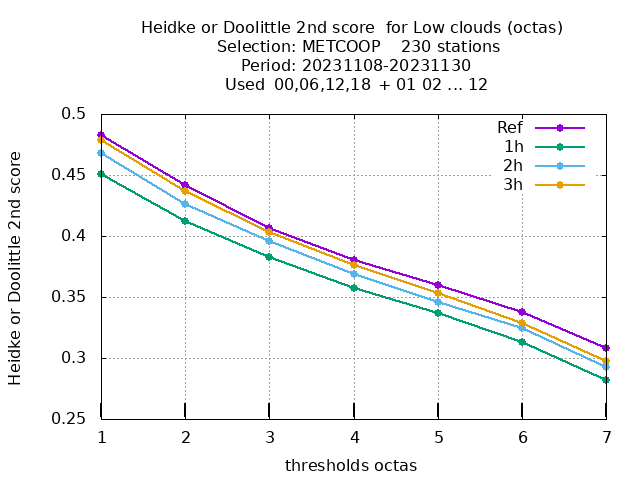 Heidke or Doolittle 2nd score  for Low clouds (octas)
Selection: METCOOP    230 stations
Period: 20231108-20231130
Used  00,06,12,18 + 01 02 ... 12
Heidke or Doolittle 2nd score
0.5
0.45
0.4
0.35
0.3
0.25
Ref
1h
2h
3h
1 2 3 4 5 6 7
thresholds octas